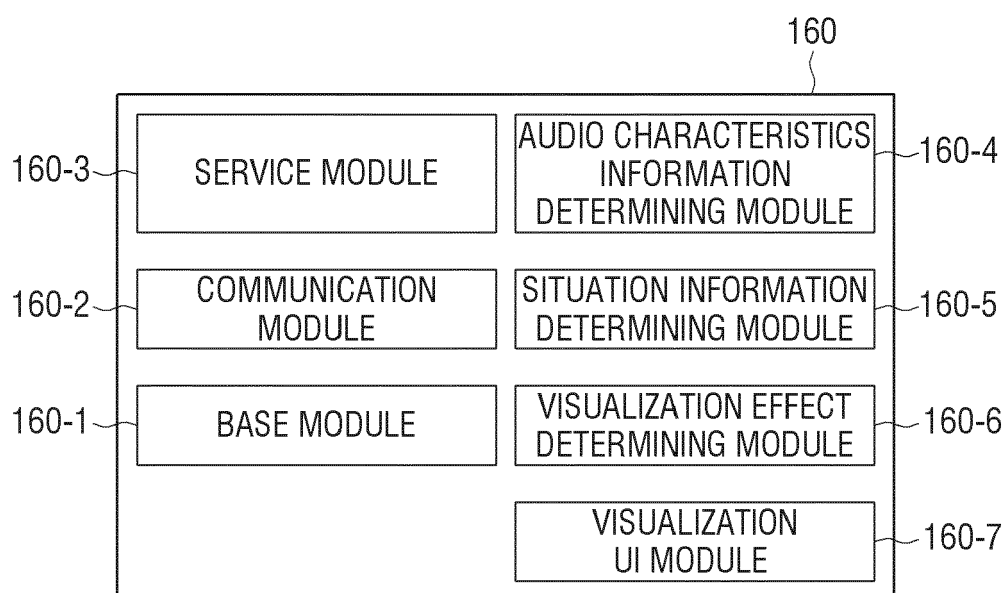 160
160-3
SERVICE MODULE
AUDIO CHARACTERISTICS
INFORMATION
DETERMINING MODULE
160-4
160-2
COMMUNICATION
MODULE
SITUATION INFORMATION
DETERMINING MODULE
160-5
160-1
BASE MODULE
VISUALIZATION EFFECT
DETERMINING MODULE
160-6
VISUALIZATION
UI MODULE
160-7